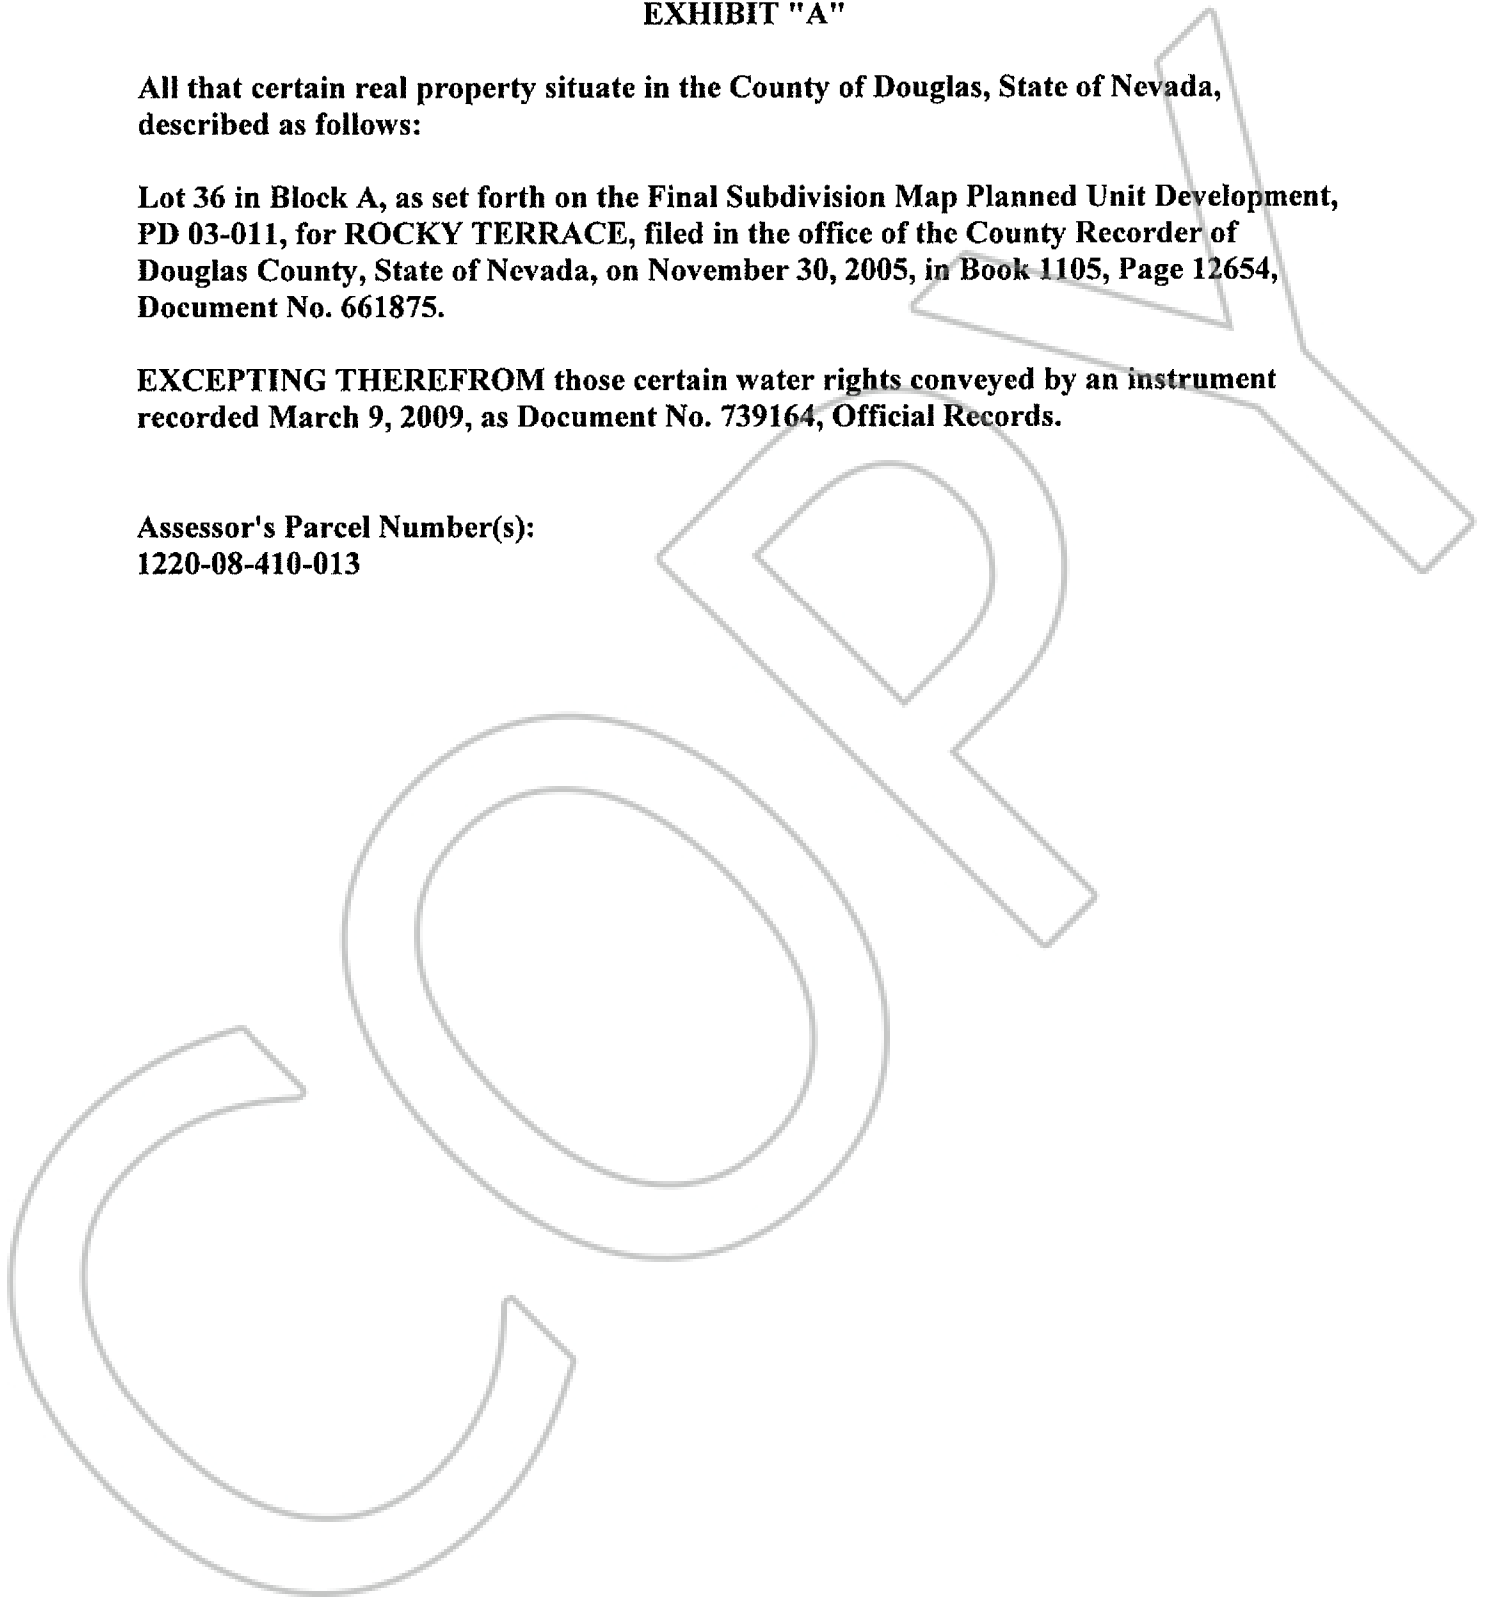 EXHIBIT "A"
All that certain real property situate in the County of Douglas, State of Nevada,
described as follows:
Lot 36 in Block A, as set forth on the Final Subdivision Map Planned Unit Development,
PD 03-011, for ROCKY TERRACE, filed in the office of the County Recorder of
Douglas County, State of Nevada, on November 30, 2005, in Book 1105, Page 12654,
Document No. 661875.
EXCEPTING THEREFROM those certain water rights conveyed by an instrument
recorded March 9, 2009, as Document No. 739164, Official Records.
Assessor's Parcel Number(s):
1220-08-410-013
COPY